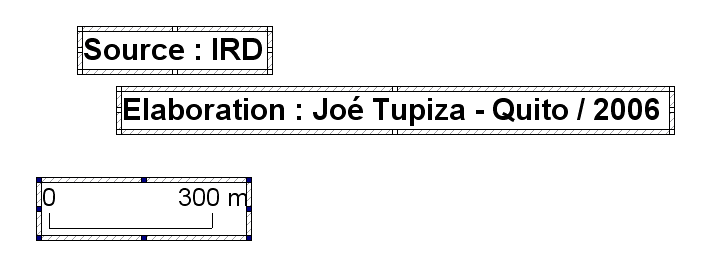 Source : IRD
Elaboration : Joé Tupiza - Quito / 2006
0 300 m